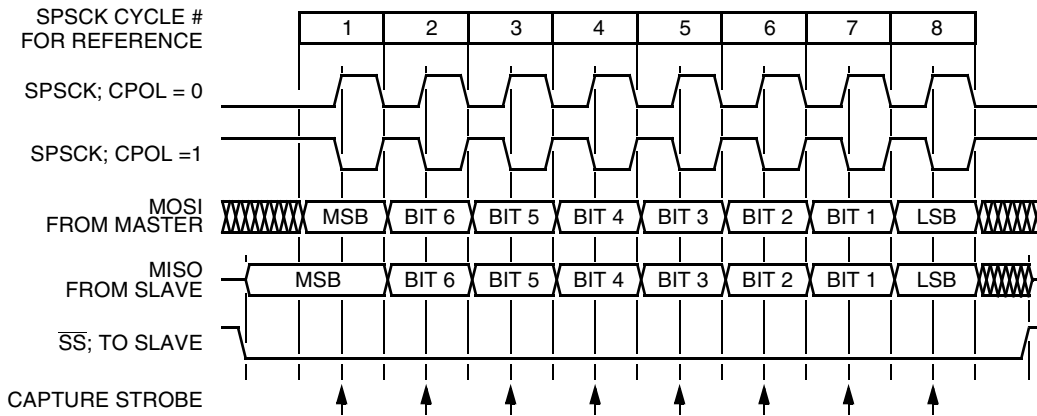 SPSCK CYCLE #
FOR REFERENCE
1 2 3 4 5 6 7 8
SPSCK; CPOL = 0
SPSCK; CPOL =1
MOSI
FROM MASTER
MSB BIT 6 BIT 5 BIT 4 BIT 3 BIT 2 BIT 1 LSB
MISO
FROM SLAVE
MSB BIT 6 BIT 5 BIT 4 BIT 3 BIT 2 BIT 1 LSB
SS; TO SLAVE
CAPTURE STROBE